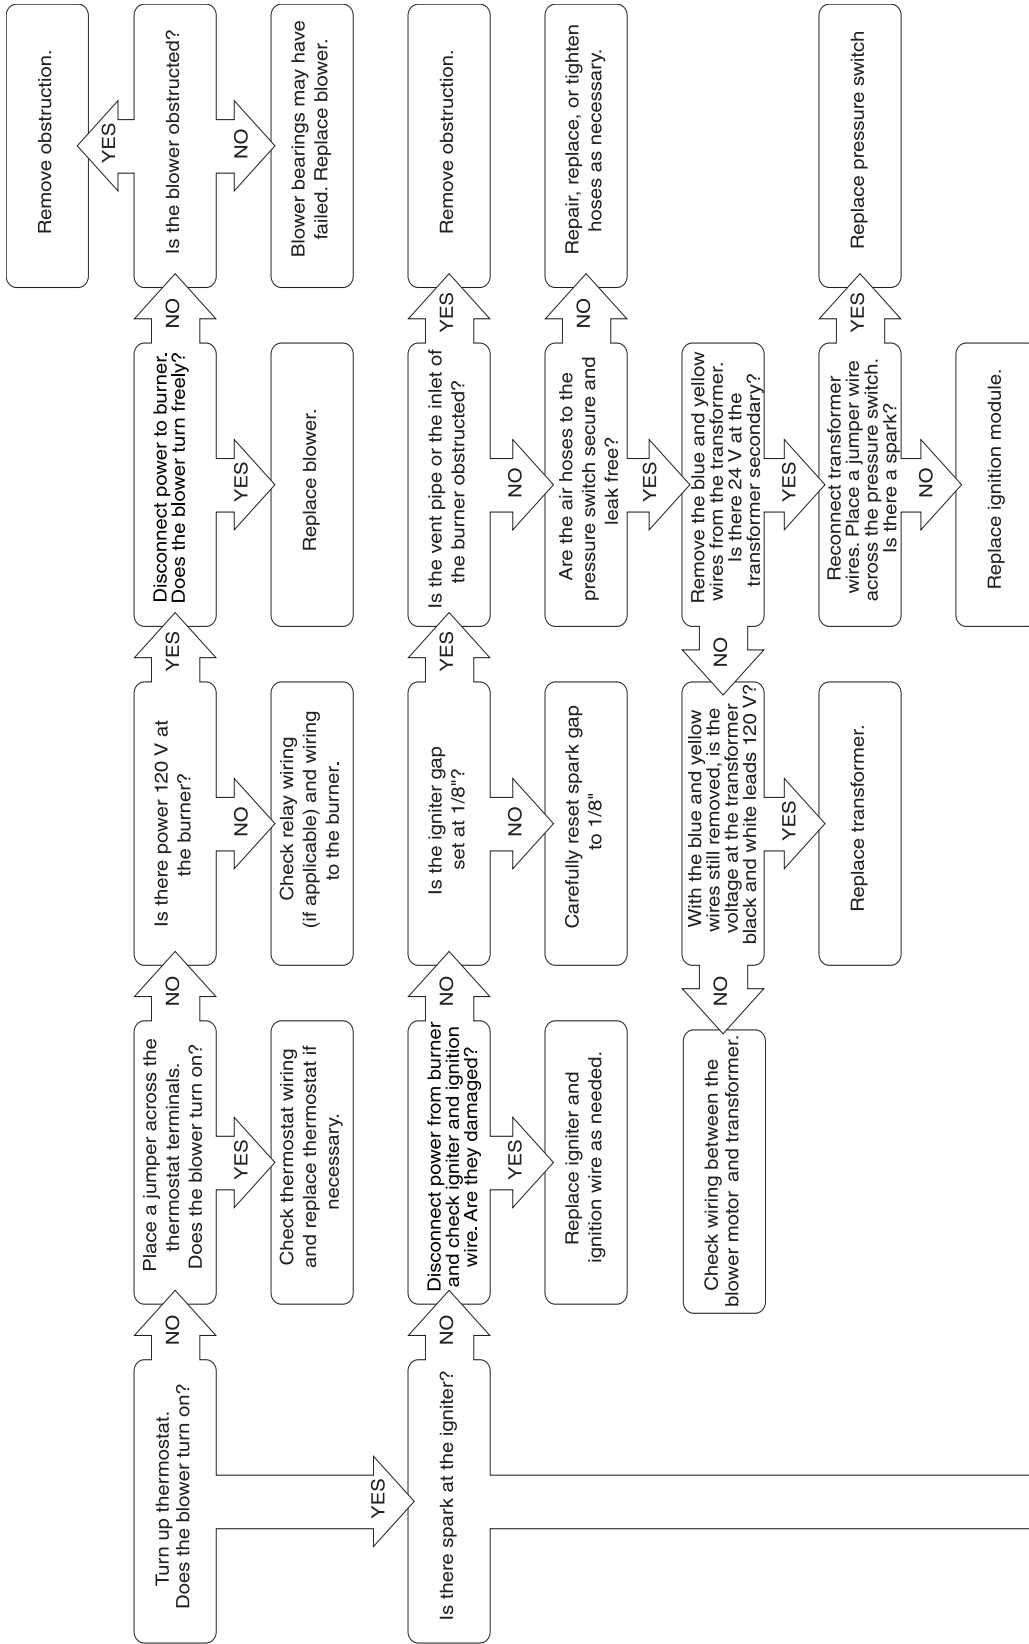 Remove obstruction.
YES
Turn up thermostat.
Does the blower turn on?
NO
Place a jumper across the
thermostat terminals.
Does the blower turn on?
NO
Is there power 120 V at
the burner?
YES
Disconnect power to burner.
Does the blower turn freely?
NO
Is the blower obstructed?
YES
YES
Check thermostat wiring
and replace thermostat if
necessary.
NO
Check relay wiring
(if applicable) and wiring
to the burner.
YES
Replace blower.
NO
Blower bearings may have
failed. Replace blower.
Is there spark at the igniter?
NO
Disconnect power from burner
and check igniter and ignition
wire. Are they damaged?
NO
Is the igniter gap
set at 1/8"?
YES
Is the vent pipe or the inlet of
the burner obstructed?
YES
Remove obstruction.
YES
Replace igniter and
ignition wire as needed.
NO
Carefully reset spark gap
to 1/8"
NO
Are the air hoses to the
pressure switch secure and
leak free?
NO
Repair, replace, or tighten
hoses as necessary.
YES
Check wiring between the
blower motor and transformer.
NO
With the blue and yellow
wires still removed, is the
voltage at the transformer
black and white leads 120 V?
NO
Remove the blue and yellow
wires from the transformer.
Is there 24 V at the
transformer secondary?
YES
Replace transformer.
YES
Reconnect transformer
wires. Place a jumper wire
across the pressure switch.
Is there a spark?
YES
Replace pressure switch
NO
Replace ignition module.